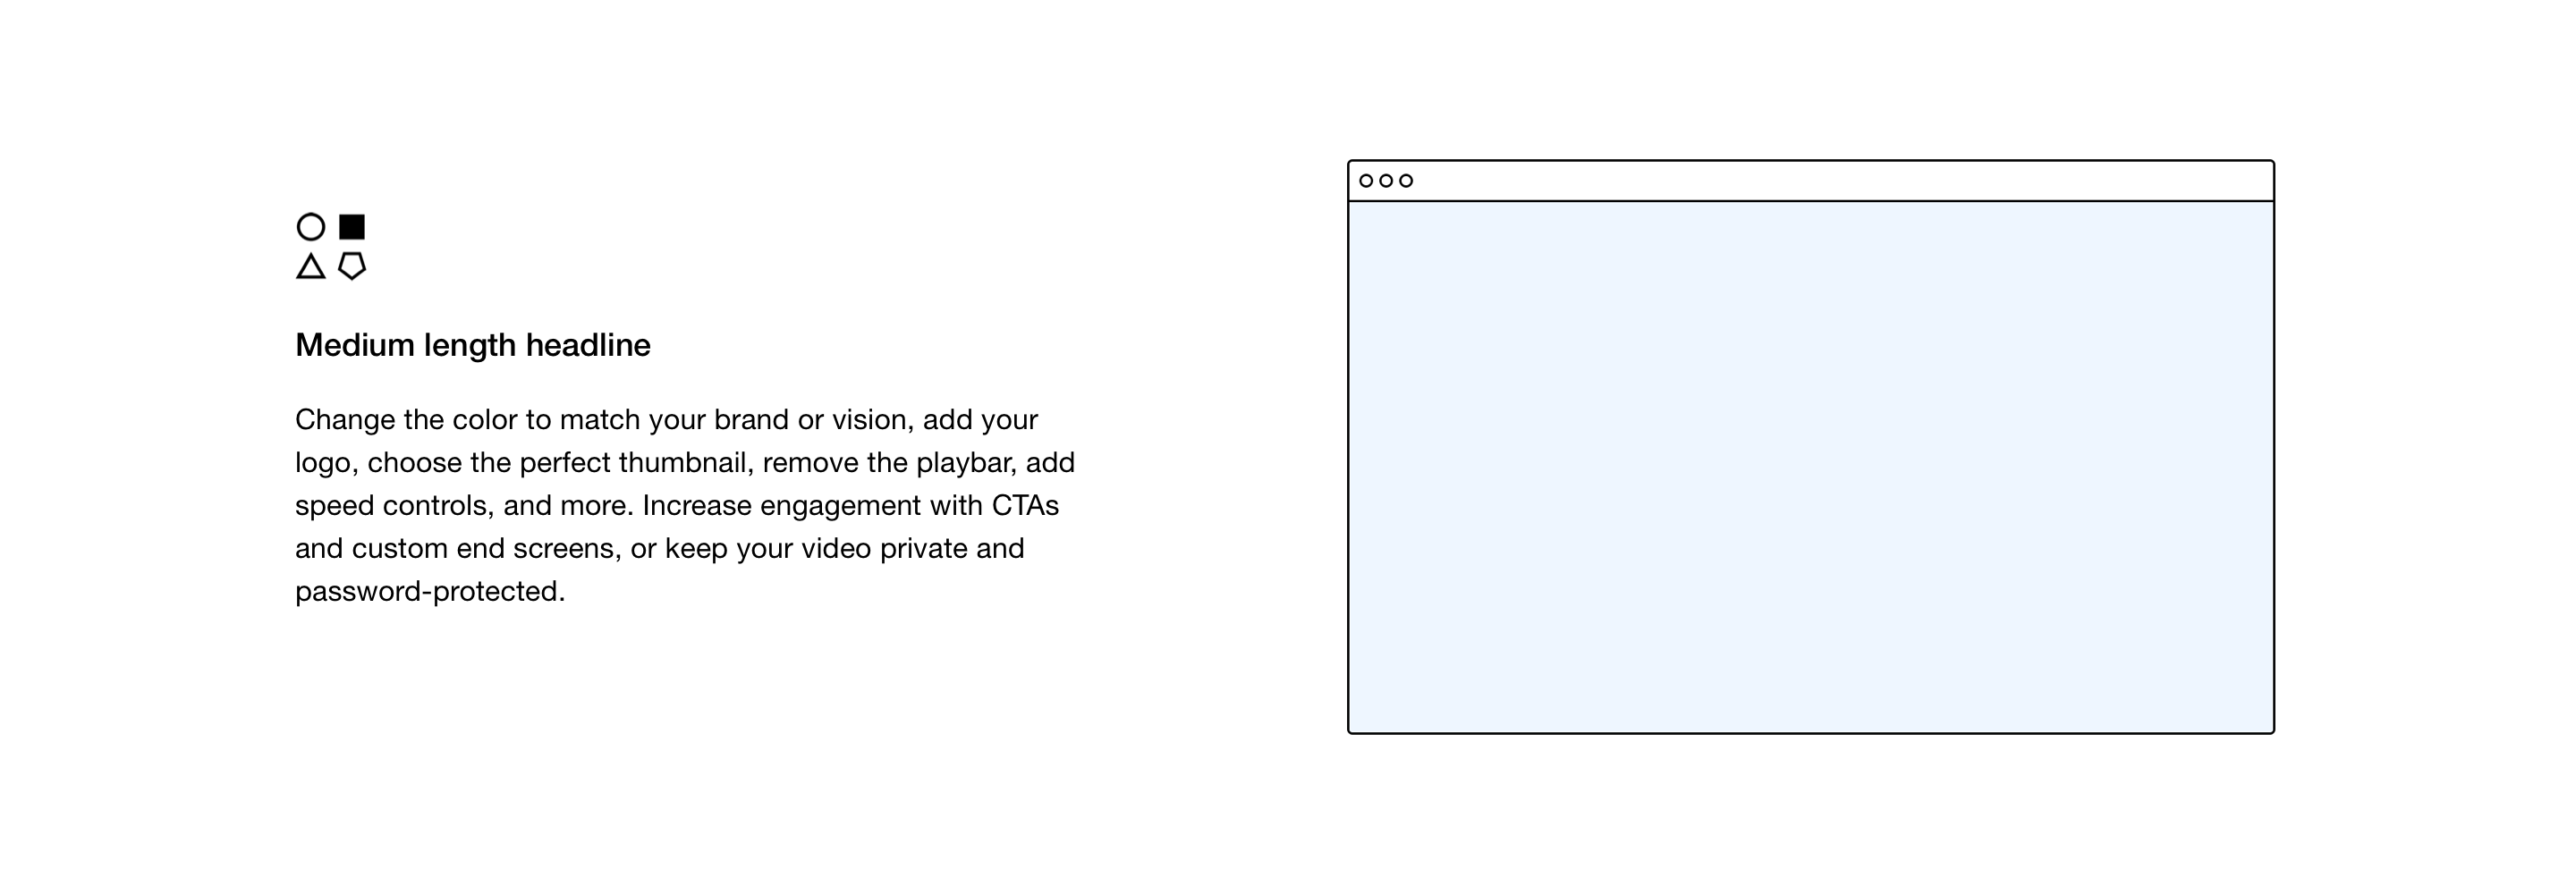 Medium length headline
Change the color to match your brand or vision, add your
logo, choose the perfect thumbnail, remove the playbar, add
speed controls, and more. Increase engagement with CTAs
and custom end screens, or keep your video private and
password-protected.